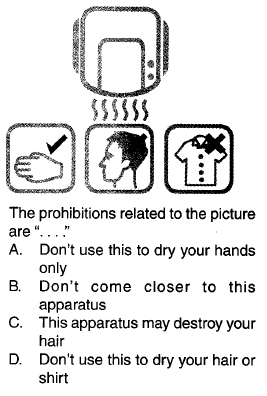 The prohibitions related to the picture
are “. . . .”
A. Don't use this to dry your hands
only
B. Don't come closer to this
apparatus
C. This apparatus may destroy your
hair
D. Don't use this to dry your hair or
shirt